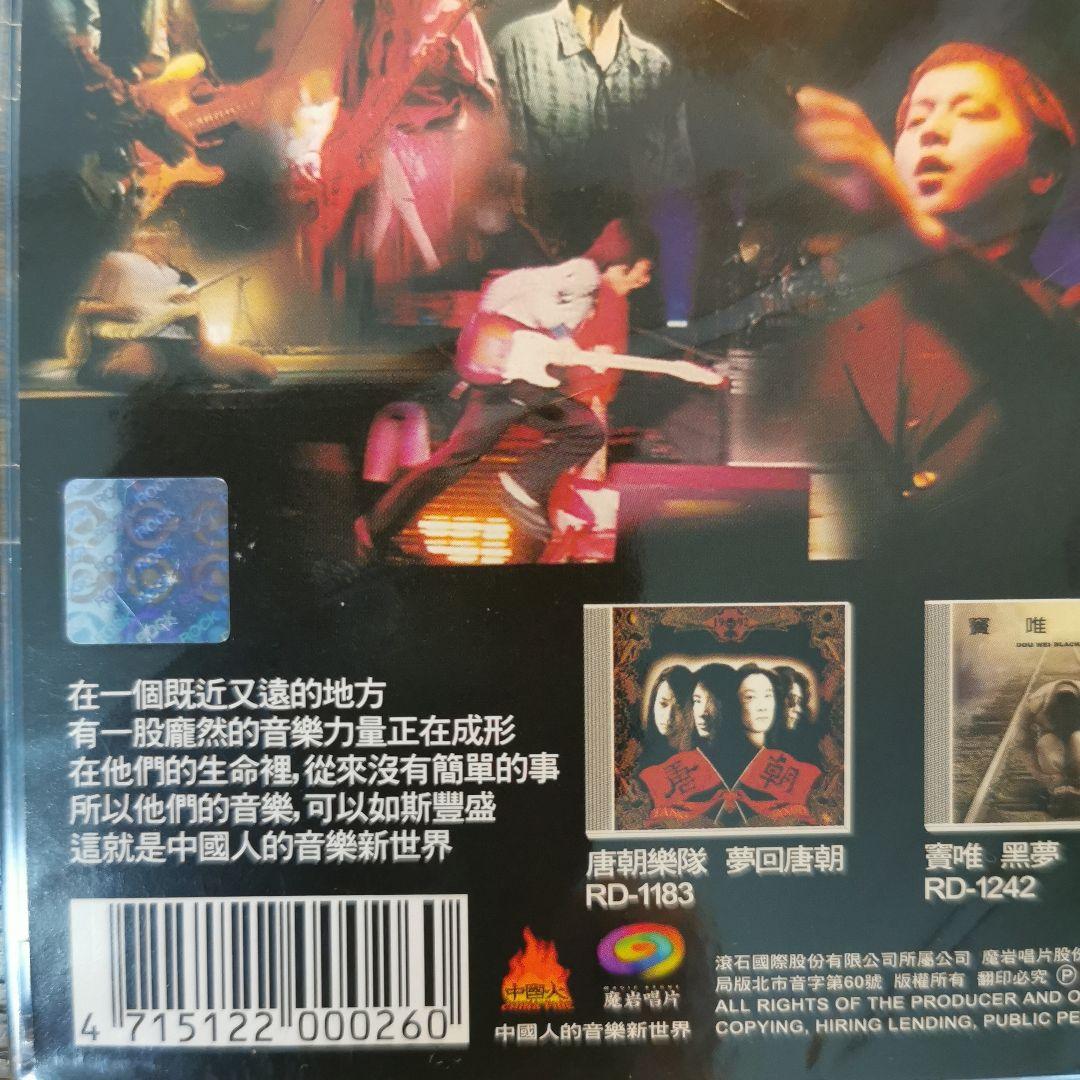 rock
在一個既近又遠的地方
有一股龐然的音樂力量正在成形
在他們的生命裡,從來沒有簡單的事
所以他們的音樂,可以如斯豐盛
這就是中國人的音樂新世界
1992
唐 朝
竇 唯
DOU WEI BLACK
唐朝樂隊 夢回唐朝
RD-1183
竇唯 黑夢
RD-1242
4 715122 000260
中國人
MAGIC STONE
魔岩唱片
中國人的音樂新世界
滾石國際股份有限公司所屬公司 魔岩唱片股份
局版北市音字第60號 版權所有 翻印必究 Ⓟ
ALL RIGHTS OF THE PRODUCER AND O
COPYING, HIRING LENDING, PUBLIC PE